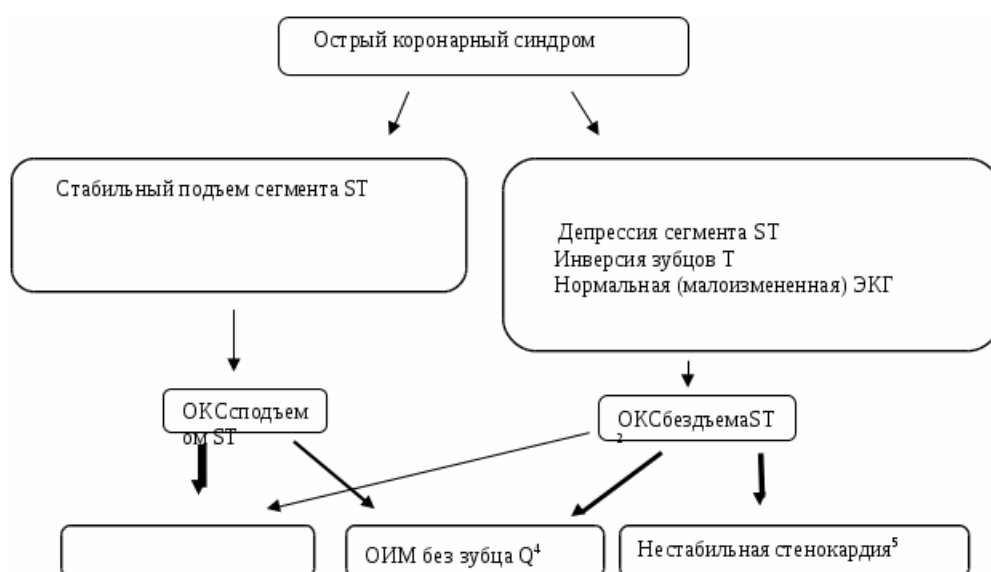 Острый коронарный синдром
Стабильный подъем сегмента ST
Депрессия сегмента ST
Инверсия зубцов T
Нормальная (малоизмененная) ЭКГ
ОКСсподъем
ом ST
ОКСбездъемаST
2
ОИМ без зубца Q⁴
Нестабильная стенокардия⁵